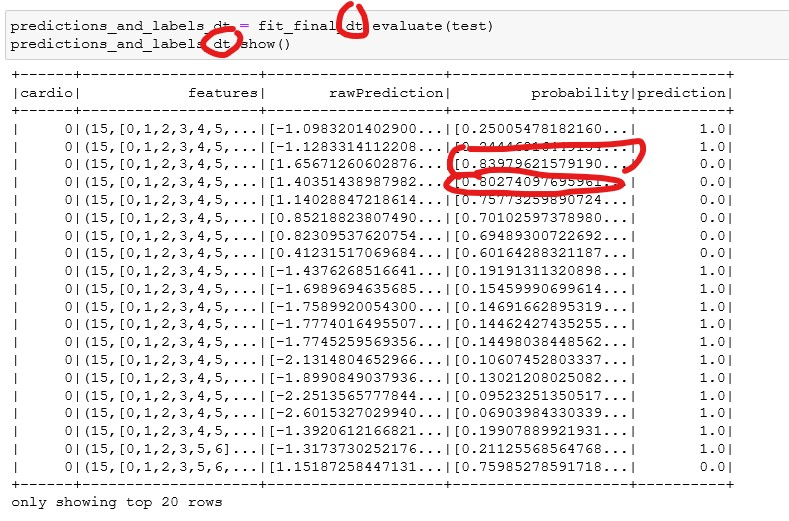 predictions_and_labels_dt = fit_final_dt.evaluate(test)
predictions_and_labels_dt.show()
+------+--------------------+--------------------+--------------------+----------+
|cardio|            features|       rawPrediction|         probability|prediction|
+------+--------------------+--------------------+--------------------+----------+
|     0|(15,[0,1,2,3,4,5,...|[-1.0983201402900...|[0.25005478182160...|       1.0|
|     0|(15,[0,1,2,3,4,5,...|[-1.1283314112208...|       1.0|
|     0|(15,[0,1,2,3,4,5,...|[1.65671260602876...|[0.83979621579190...|       0.0|
|     0|(15,[0,1,2,3,4,5,...|[1.40351438987982...|[0.80274097695961...|       0.0|
|     0|(15,[0,1,2,3,4,5,...|[1.14028847218614...|[0.75773259890724...|       0.0|
|     0|(15,[0,1,2,3,4,5,...|[0.85218823807490...|[0.70102597378980...|       0.0|
|     0|(15,[0,1,2,3,4,5,...|[0.82309537620754...|[0.69489300722692...|       0.0|
|     0|(15,[0,1,2,3,4,5,...|[0.41231517069684...|[0.60164288321187...|       0.0|
|     0|(15,[0,1,2,3,4,5,...|[-1.4376268516641...|[0.19191311320898...|       1.0|
|     0|(15,[0,1,2,3,4,5,...|[-1.6989694635685...|[0.15459990699614...|       1.0|
|     0|(15,[0,1,2,3,4,5,...|[-1.7589920054300...|[0.14691662895319...|       1.0|
|     0|(15,[0,1,2,3,4,5,...|[-1.7774016495507...|[0.14462427435255...|       1.0|
|     0|(15,[0,1,2,3,4,5,...|[-1.7745259569356...|[0.14498038448562...|       1.0|
|     0|(15,[0,1,2,3,4,5,...|[-2.1314804652966...|[0.10607452803337...|       1.0|
|     0|(15,[0,1,2,3,4,5,...|[-1.8990849037936...|[0.13021208025082...|       1.0|
|     0|(15,[0,1,2,3,4,5,...|[-2.2513565777844...|[0.09523251350517...|       1.0|
|     0|(15,[0,1,2,3,4,5,...|[-2.6015327029940...|[0.06903984330339...|       1.0|
|     0|(15,[0,1,2,3,4,5,...|[-1.3920612166821...|[0.19907889921931...|       1.0|
|     0|(15,[0,1,2,3,5,6]...|[-1.3173730252176...|[0.21125568564768...|       1.0|
|     0|(15,[0,1,2,3,5,6,...|[1.15187258447131...|[0.75985278591718...|       0.0|
+------+--------------------+--------------------+--------------------+----------+
only showing top 20 rows